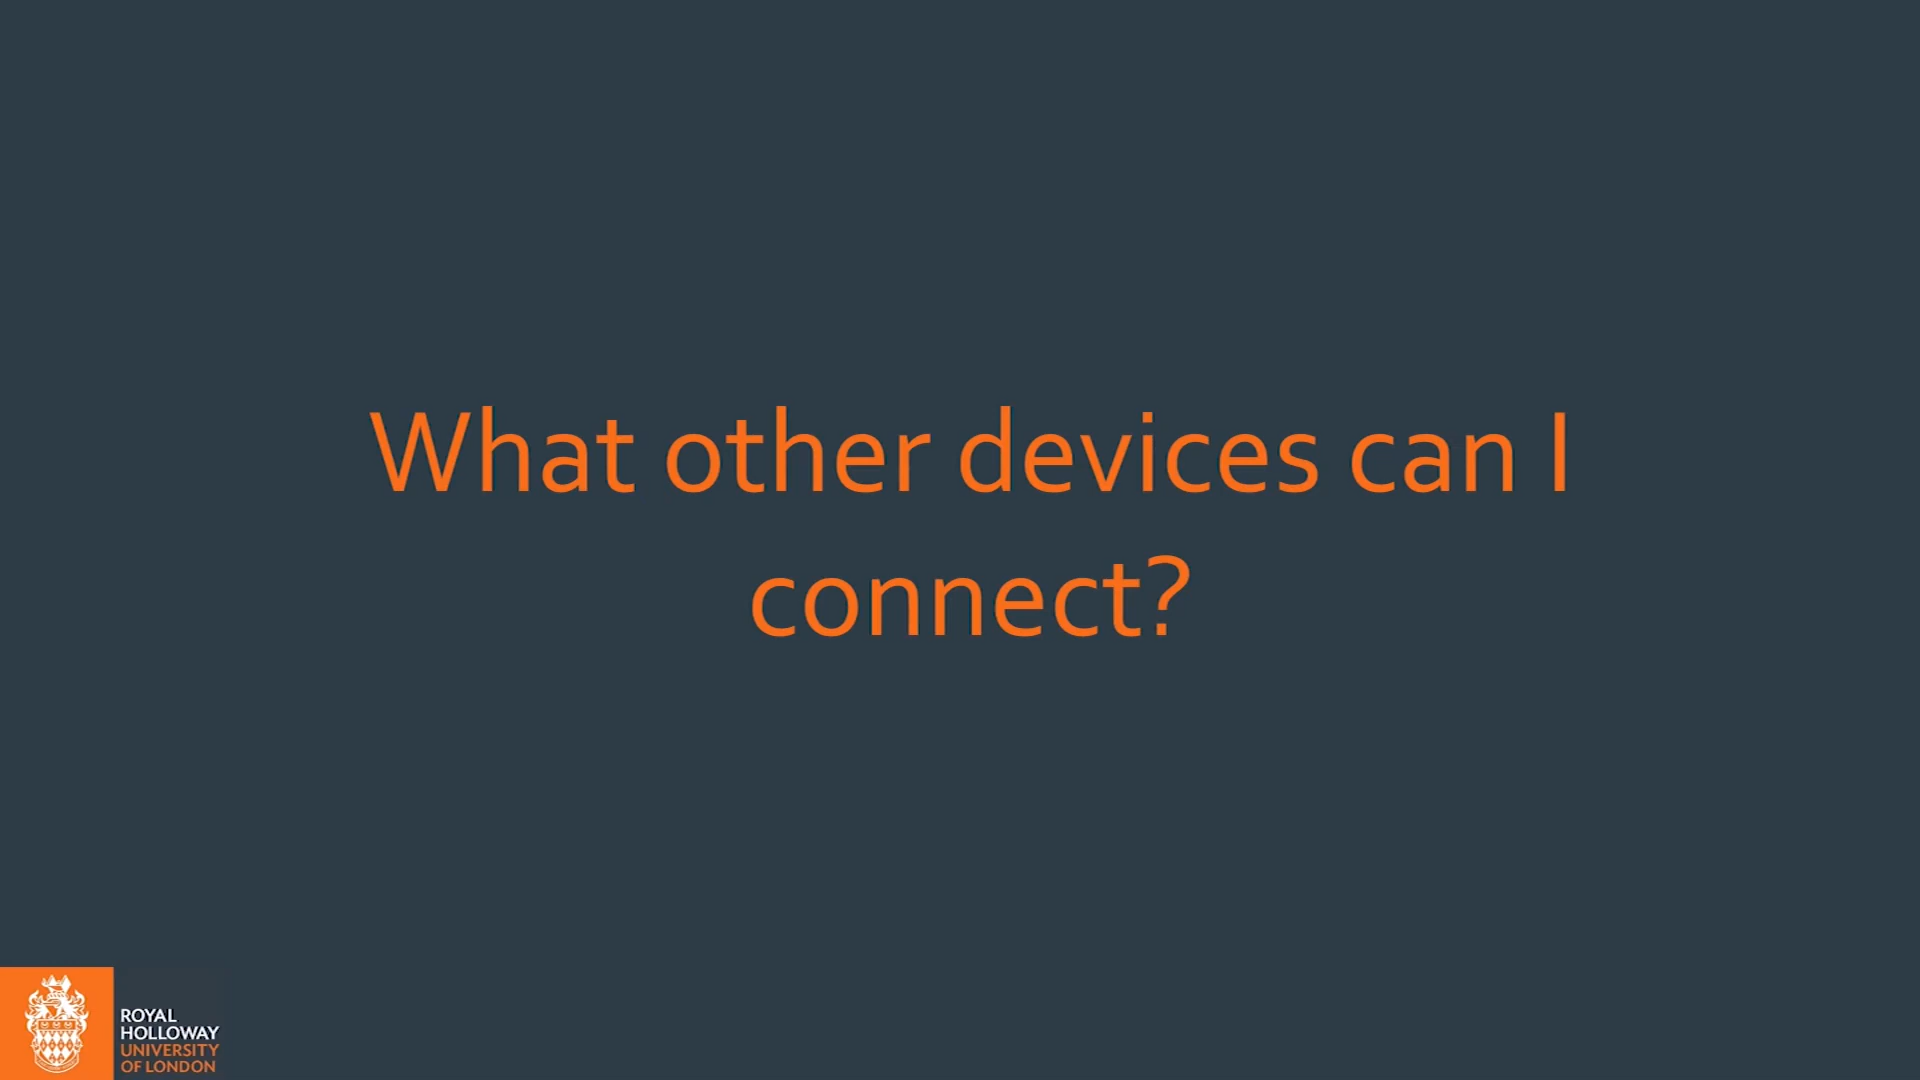 What other devices can I
connect?
ROYAL
HOLLOWAY
UNIVERSITY
OF LONDON